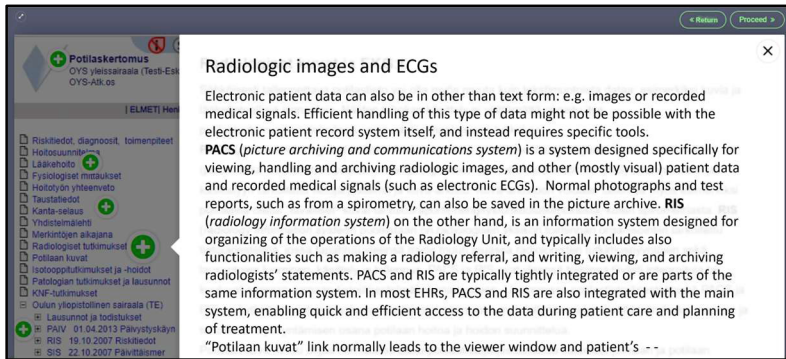 < Return
Proceed >
Potilaskertomus
OYS yleissairaala (Testi-Esk
OYS-Atk.os
| ELMET| Henl
Riskitiedot, diagnoosit, toimenpiteet
Hoitosuunnitelma
Lääkehoito
Fysiologiset mittaukset
Hoitotyön yhteenveto
Taustatiedot
Kanta-selaus
Yhdistelmälehti
Merkintöjen aikajana
Radiologiset tutkimukset
Potilaan kuvat
Isotooppitutkimukset ja -hoidot
Patologian tutkimukset ja lausunnot
KNF-tutkimukset
Oulun yliopistollinen sairaala (TE)
Lausunnot ja todistukset
PAIV 01.04.2013 Päivystyskäyn
RIS 19.10.2007 Riskitiedot
SIS 22.10.2007 Päivittäismer
Radiologic images and ECGs
Electronic patient data can also be in other than text form: e.g. images or recorded
medical signals. Efficient handling of this type of data might not be possible with the
electronic patient record system itself, and instead requires specific tools.
PACS (picture archiving and communications system) is a system designed specifically for
viewing, handling and archiving radiologic images, and other (mostly visual) patient data
and recorded medical signals (such as electronic ECGs). Normal photographs and test
reports, such as from a spirometry, can also be saved in the picture archive. RIS
(radiology information system) on the other hand, is an information system designed for
organizing of the operations of the Radiology Unit, and typically includes also
functionalities such as making a radiology referral, and writing, viewing, and archiving
radiologists' statements. PACS and RIS are typically tightly integrated or are parts of the
same information system. In most EHRs, PACS and RIS are also integrated with the main
system, enabling quick and efficient access to the data during patient care and planning
of treatment.
"Potilaan kuvat" link normally leads to the viewer window and patient's - -